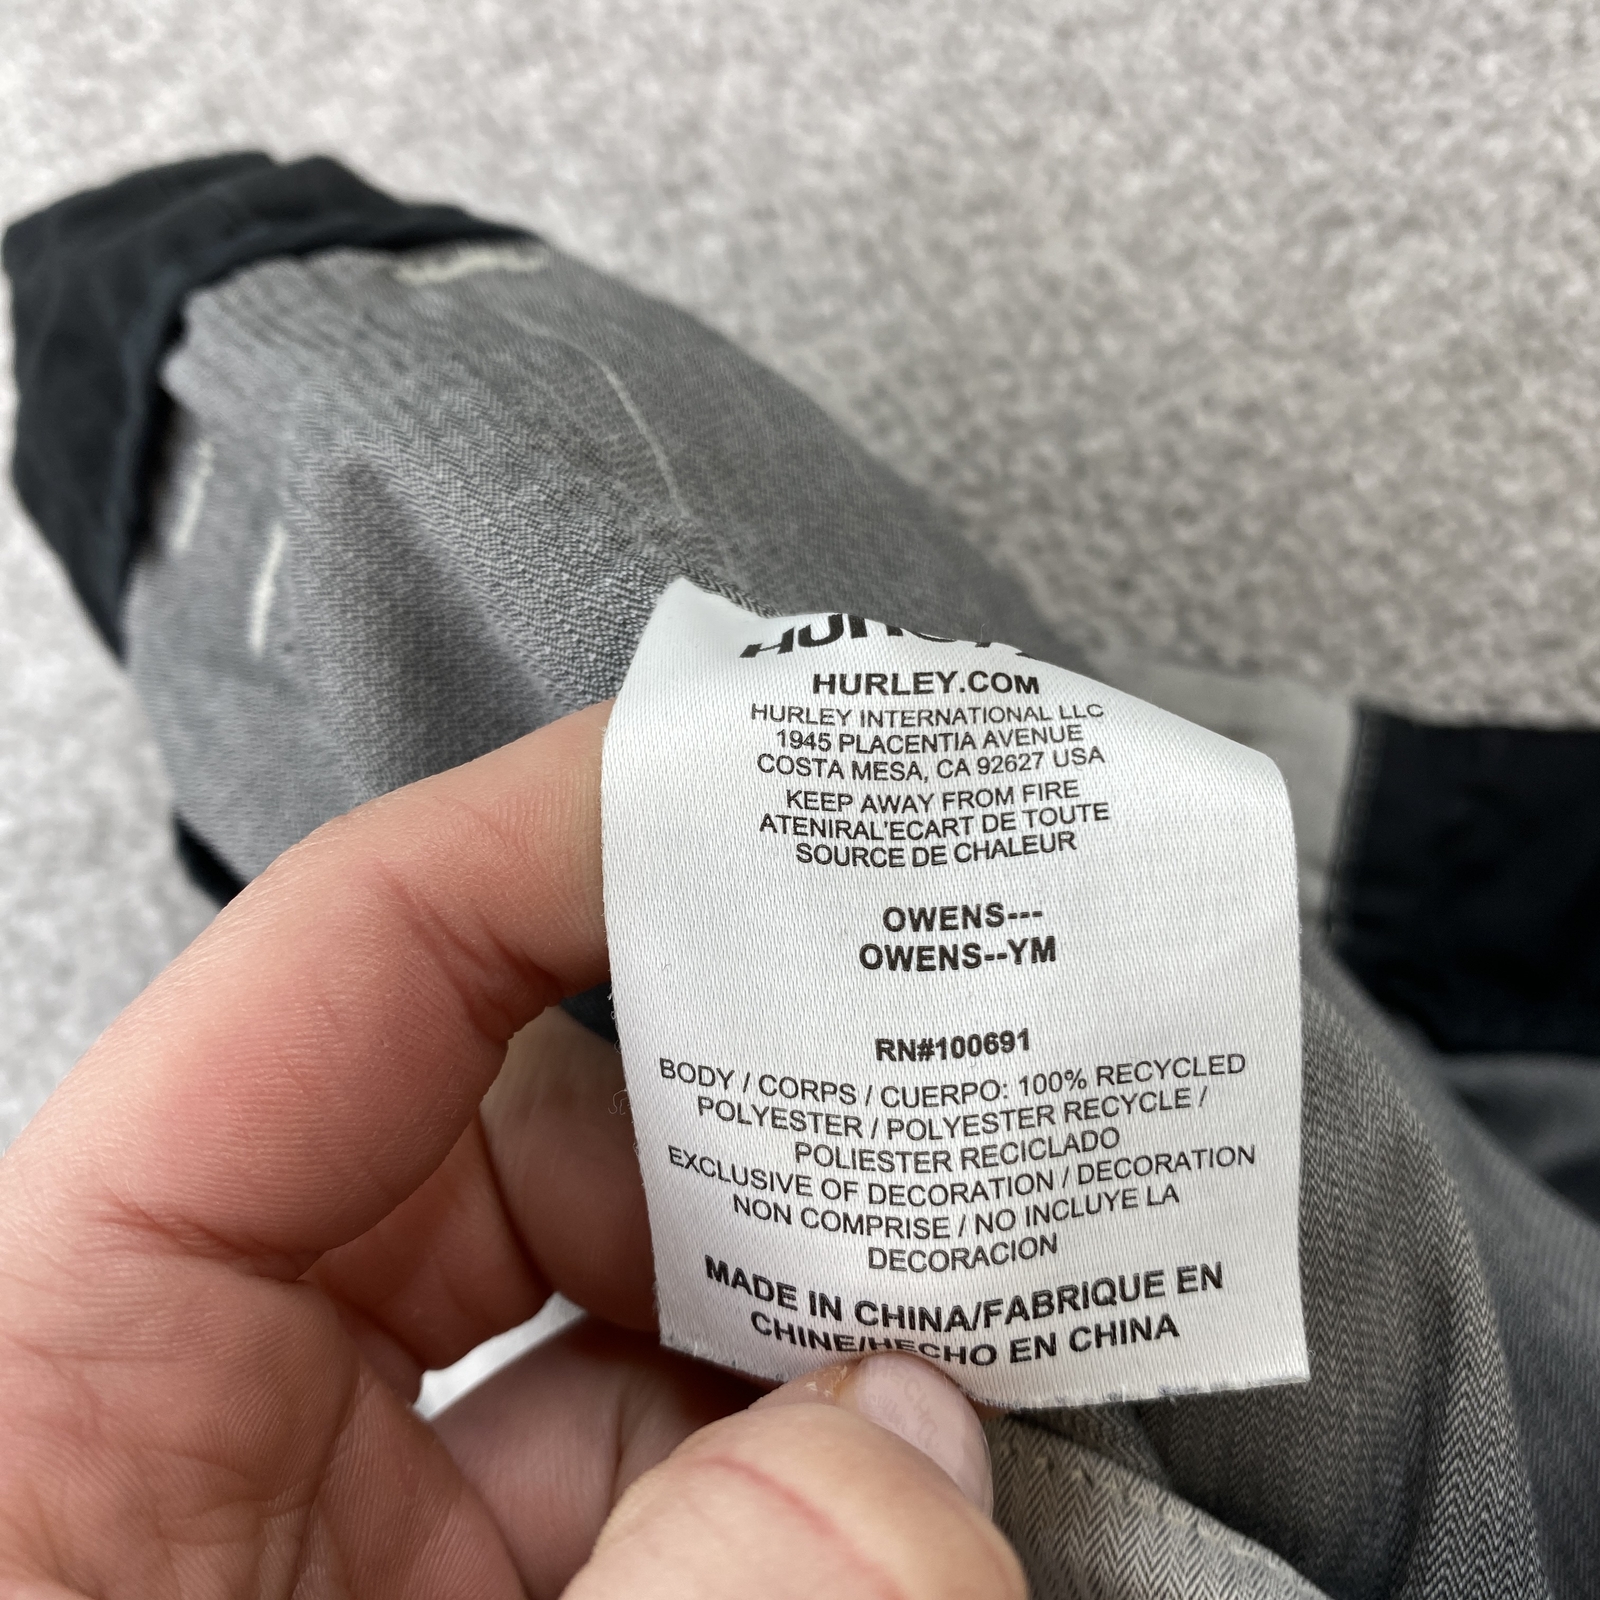 Hurley
HURLEY.COM
HURLEY INTERNATIONAL LLC
1945 PLACENTIA AVENUE
COSTA MESA, CA 92627 USA
KEEP AWAY FROM FIRE
ATENIRAL'ECART DE TOUTE
SOURCE DE CHALEUR
OWENS---
OWENS--YM
RN#100691
BODY / CORPS / CUERPO: 100% RECYCLED
POLYESTER / POLYESTER RECYCLE /
POLIESTER RECICLADO
EXCLUSIVE OF DECORATION / DECORATION
NON COMPRISE / NO INCLUYE LA
DECORACION
MADE IN CHINA/FABRIQUE EN
CHINE/HECHO EN CHINA